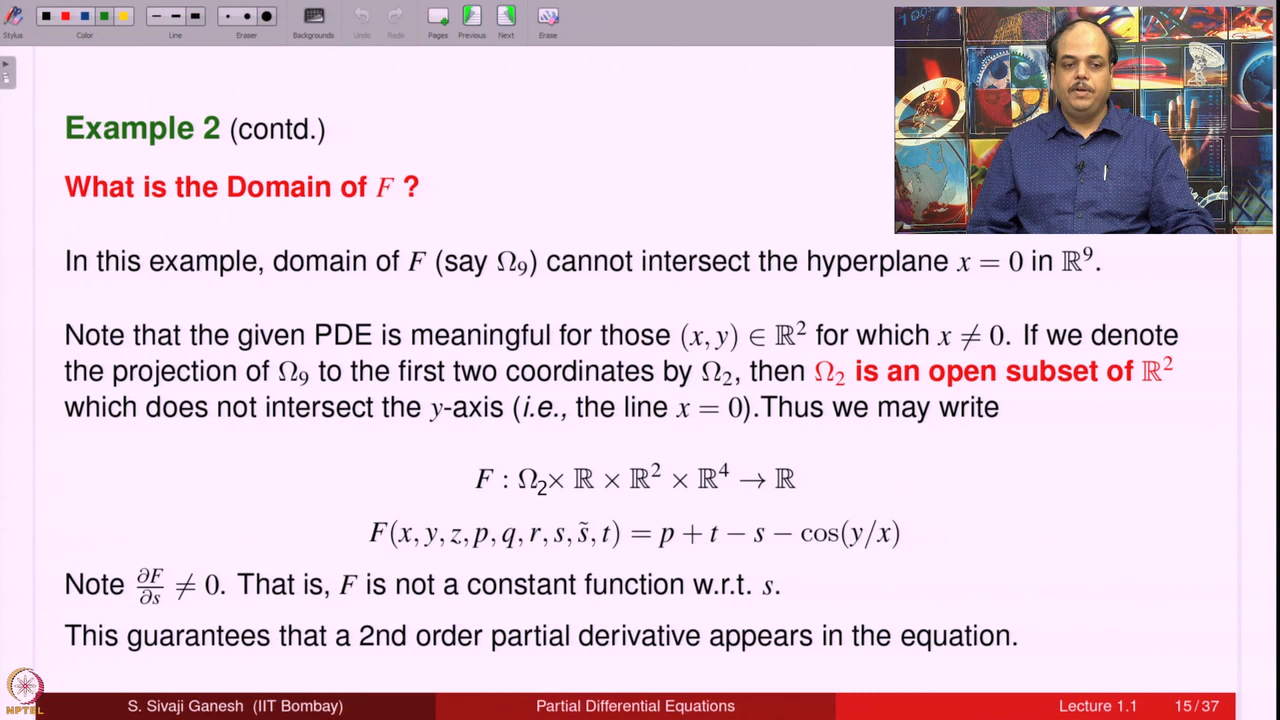 Stylus Color Line Eraser Backgrounds Undo Redo Pages Previous Next Erase
Example 2 (contd.)
What is the Domain of F ?
In this example, domain of F (say Ω₉) cannot intersect the hyperplane x = 0 in ℝ⁹.
Note that the given PDE is meaningful for those (x, y) ∈ ℝ² for which x ≠ 0. If we denote
the projection of Ω₉ to the first two coordinates by Ω₂, then Ω₂ is an open subset of ℝ²
which does not intersect the y-axis (i.e., the line x = 0).Thus we may write
F : Ω₂× ℝ × ℝ² × ℝ⁴ → ℝ
F(x, y, z, p, q, r, s, s̃, t) = p + t − s − cos(y/x)
Note ∂F/∂s ≠ 0. That is, F is not a constant function w.r.t. s.
This guarantees that a 2nd order partial derivative appears in the equation.
NPTEL
S. Sivaji Ganesh (IIT Bombay) Partial Differential Equations Lecture 1.1 15 / 37